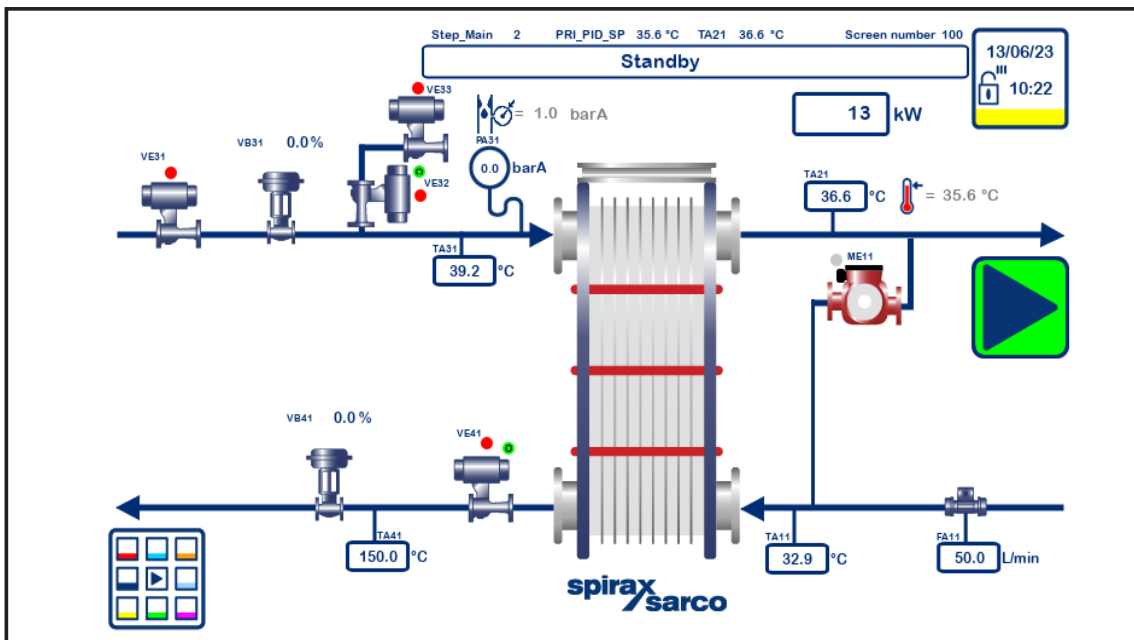 Step_Main 2 PRI_PID_SP 35.6 °C TA21 36.6 °C Screen number 100
Standby
13/06/23
10:22
VE33
= 1.0 barA
13 kW
PA31
0.0 barA
VB31 0.0 %
VE31
C
VE32
TA21
36.6 °C
= 35.6 °C
TA31
39.2 °C
ME11
VB41 0.0 %
VE41
O
TA41
150.0 °C
TA11
32.9 °C
FA11
50.0 L/min
spirax
sarco